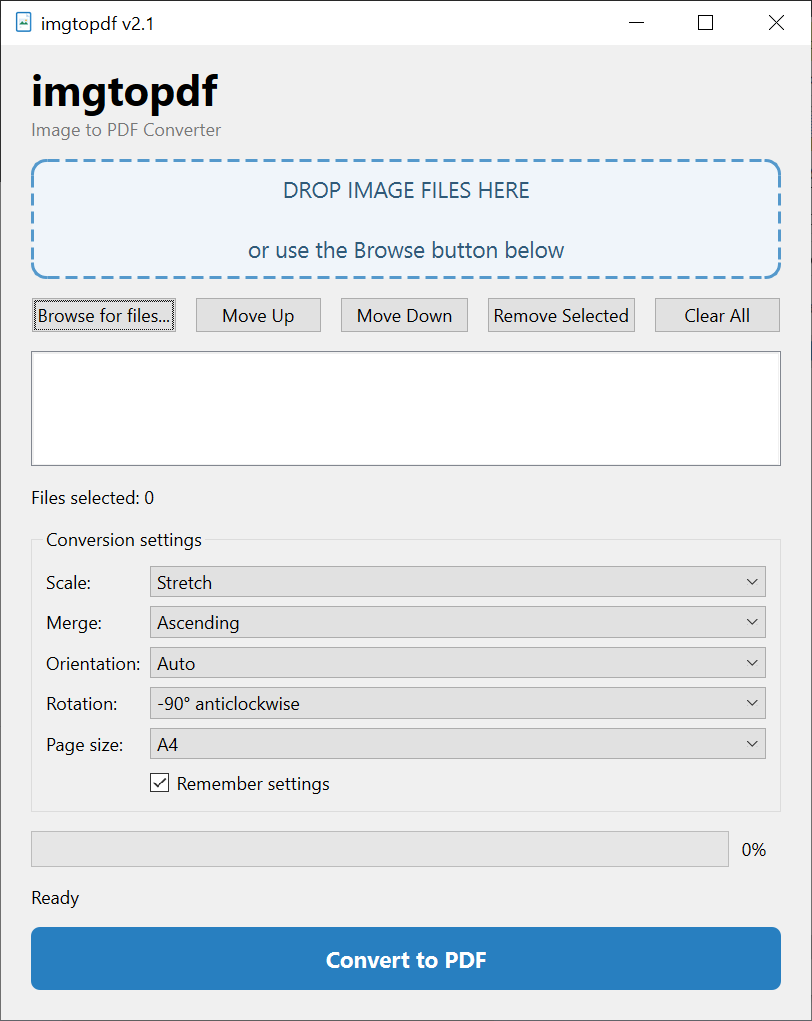 imgtopdf v2.1
imgtopdf
Image to PDF Converter
DROP IMAGE FILES HERE
or use the Browse button below
Browse for files... Move Up Move Down Remove Selected Clear All
Files selected: 0
Conversion settings
Scale: Stretch
Merge: Ascending
Orientation: Auto
Rotation: -90° anticlockwise
Page size: A4
Remember settings
0%
Ready
Convert to PDF